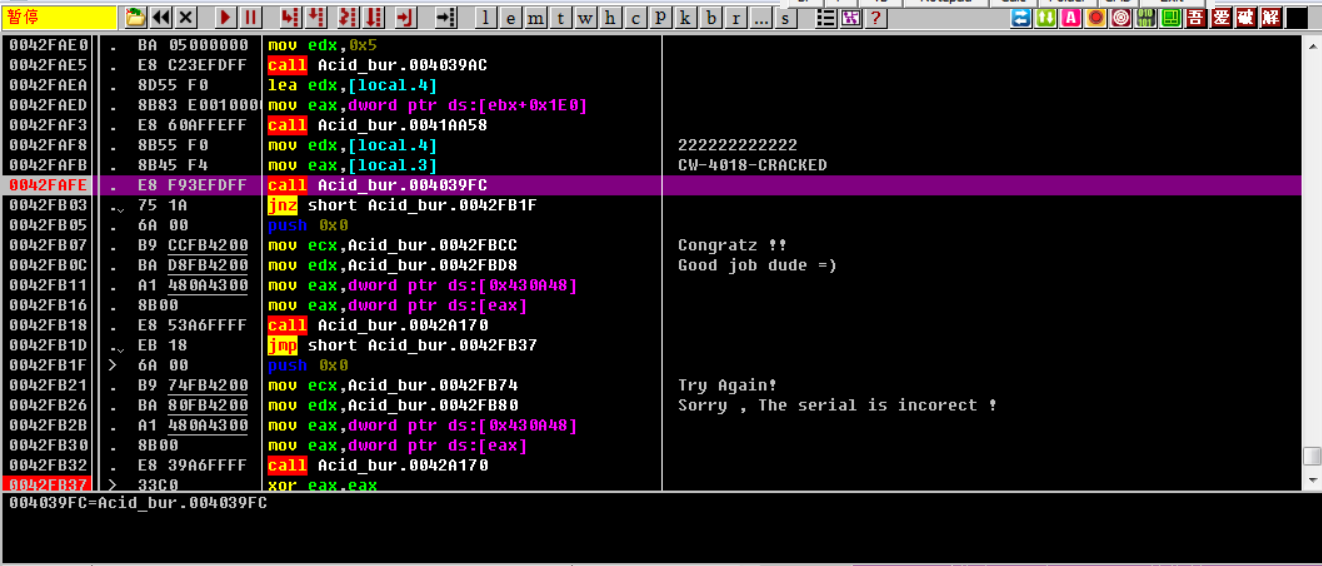 暂停 l e m t w h c P k b r ... s ? A 吾 爱 破 解
0042FAE0 . BA 05000000 mov edx,0x5
0042FAE5 . E8 C23EFDFF call Acid_bur.004039AC
0042FAEA . 8D55 F0 lea edx,[local.4]
0042FAED . 8B83 E001000 mov eax,dword ptr ds:[ebx+0x1E0]
0042FAF3 . E8 60AFFEFF call Acid_bur.0041AA58
0042FAF8 . 8B55 F0 mov edx,[local.4] 222222222222
0042FAFB . 8B45 F4 mov eax,[local.3] CW-4018-CRACKED
0042FAFE . E8 F93EFDFF call Acid_bur.004039FC
0042FB03 . 75 1A jnz short Acid_bur.0042FB1F
0042FB05 . 6A 00 push 0x0
0042FB07 . B9 CCFB4200 mov ecx,Acid_bur.0042FBCC Congratz !!
0042FB0C . BA D8FB4200 mov edx,Acid_bur.0042FBD8 Good job dude =)
0042FB11 . A1 480A4300 mov eax,dword ptr ds:[0x430A48]
0042FB16 . 8B00 mov eax,dword ptr ds:[eax]
0042FB18 . E8 53A6FFFF call Acid_bur.0042A170
0042FB1D . EB 18 jmp short Acid_bur.0042FB37
0042FB1F > 6A 00 push 0x0
0042FB21 . B9 74FB4200 mov ecx,Acid_bur.0042FB74 Try Again!
0042FB26 . BA 80FB4200 mov edx,Acid_bur.0042FB80 Sorry , The serial is incorect !
0042FB2B . A1 480A4300 mov eax,dword ptr ds:[0x430A48]
0042FB30 . 8B00 mov eax,dword ptr ds:[eax]
0042FB32 . E8 39A6FFFF call Acid_bur.0042A170
0042FB37 > 33C0 xor eax,eax
004039FC=Acid_bur.004039FC